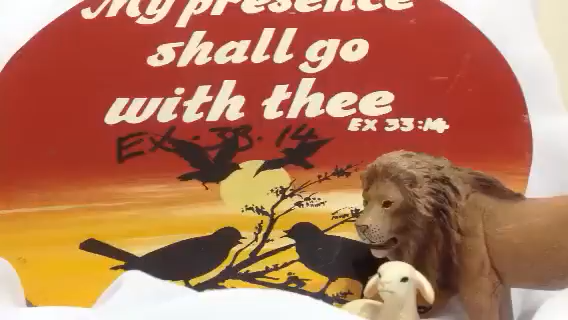 My presence
shall go
with thee
EX 33:14
EX. 33. 14